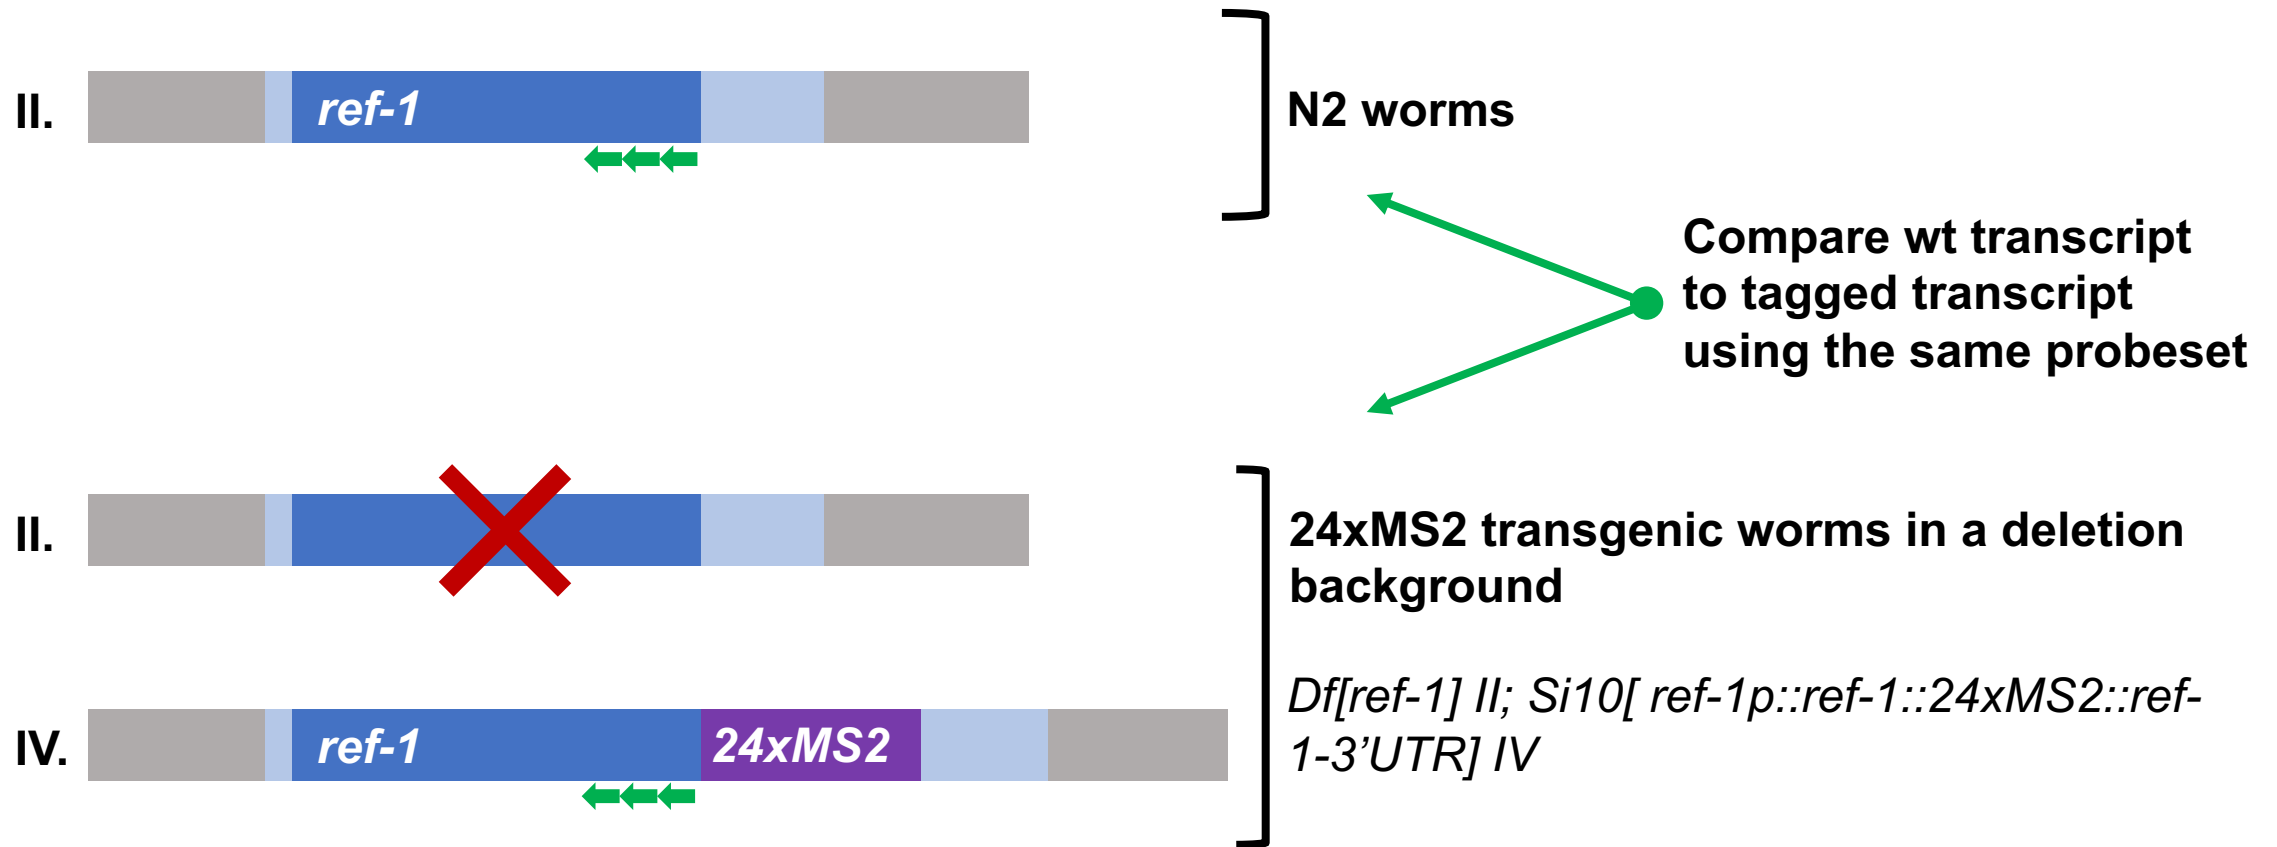 II.
ref-1
N2 worms
Compare wt transcript
to tagged transcript
using the same probeset
II.
24xMS2 transgenic worms in a deletion
background
Df[ref-1] II; Si10[ ref-1p::ref-1::24xMS2::ref-
1-3’UTR] IV
IV.
ref-1
24xMS2